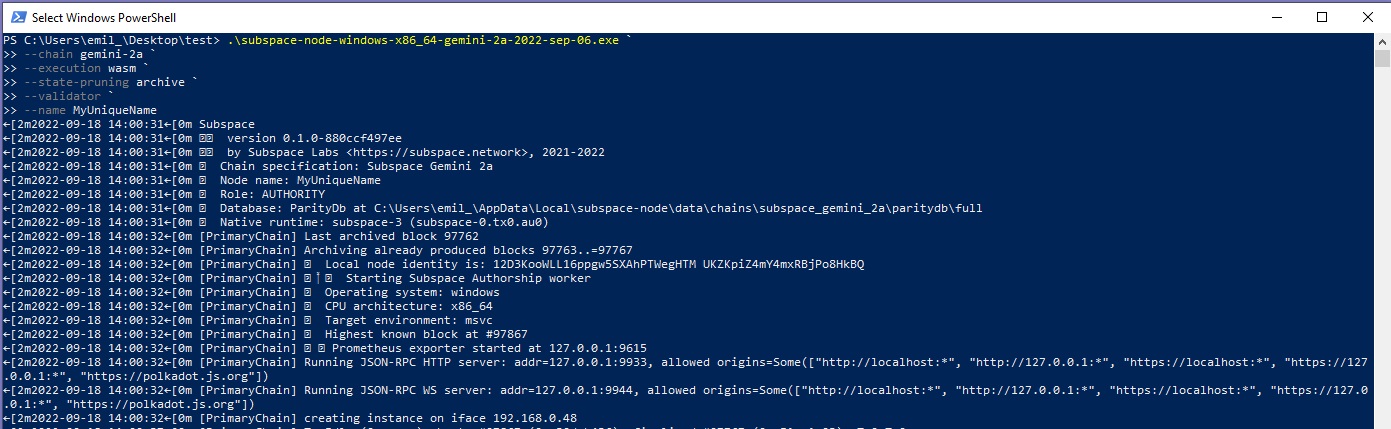 Select Windows PowerShell
PS C:\Users\emil_\Desktop\test> .\subspace-node-windows-x86_64-gemini-2a-2022-sep-06.exe `
>> --chain gemini-2a `
>> --execution wasm `
>> --state-pruning archive `
>> --validator `
>> --name MyUniqueName
←[2m2022-09-18 14:00:31←[0m Subspace
←[2m2022-09-18 14:00:31←[0m version 0.1.0-880ccf497ee
←[2m2022-09-18 14:00:31←[0m by Subspace Labs <https://subspace.network>, 2021-2022
←[2m2022-09-18 14:00:31←[0m Chain specification: Subspace Gemini 2a
←[2m2022-09-18 14:00:31←[0m Node name: MyUniqueName
←[2m2022-09-18 14:00:31←[0m Role: AUTHORITY
←[2m2022-09-18 14:00:31←[0m Database: ParityDb at C:\Users\emil_\AppData\Local\subspace-node\data\chains\subspace_gemini_2a\paritydb\full
←[2m2022-09-18 14:00:31←[0m Native runtime: subspace-3 (subspace-0.tx0.au0)
←[2m2022-09-18 14:00:32←[0m [PrimaryChain] Last archived block 97762
←[2m2022-09-18 14:00:32←[0m [PrimaryChain] Archiving already produced blocks 97763..=97767
←[2m2022-09-18 14:00:32←[0m [PrimaryChain] Local node identity is: 12D3KooWLL16ppgw5SXAhPTWegHTM UKZKpiZ4mY4mxRBjPo8HkBQ
←[2m2022-09-18 14:00:32←[0m [PrimaryChain] Starting Subspace Authorship worker
←[2m2022-09-18 14:00:32←[0m [PrimaryChain] Operating system: windows
←[2m2022-09-18 14:00:32←[0m [PrimaryChain] CPU architecture: x86_64
←[2m2022-09-18 14:00:32←[0m [PrimaryChain] Target environment: msvc
←[2m2022-09-18 14:00:32←[0m [PrimaryChain] Highest known block at #97867
←[2m2022-09-18 14:00:32←[0m [PrimaryChain] Prometheus exporter started at 127.0.0.1:9615
←[2m2022-09-18 14:00:32←[0m [PrimaryChain] Running JSON-RPC HTTP server: addr=127.0.0.1:9933, allowed origins=Some(["http://localhost:*", "http://127.0.0.1:*", "https://localhost:*", "https://127
.0.0.1:*", "https://polkadot.js.org"])
←[2m2022-09-18 14:00:32←[0m [PrimaryChain] Running JSON-RPC WS server: addr=127.0.0.1:9944, allowed origins=Some(["http://localhost:*", "http://127.0.0.1:*", "https://localhost:*", "https://127.0
.0.1:*", "https://polkadot.js.org"])
←[2m2022-09-18 14:00:32←[0m [PrimaryChain] creating instance on iface 192.168.0.48